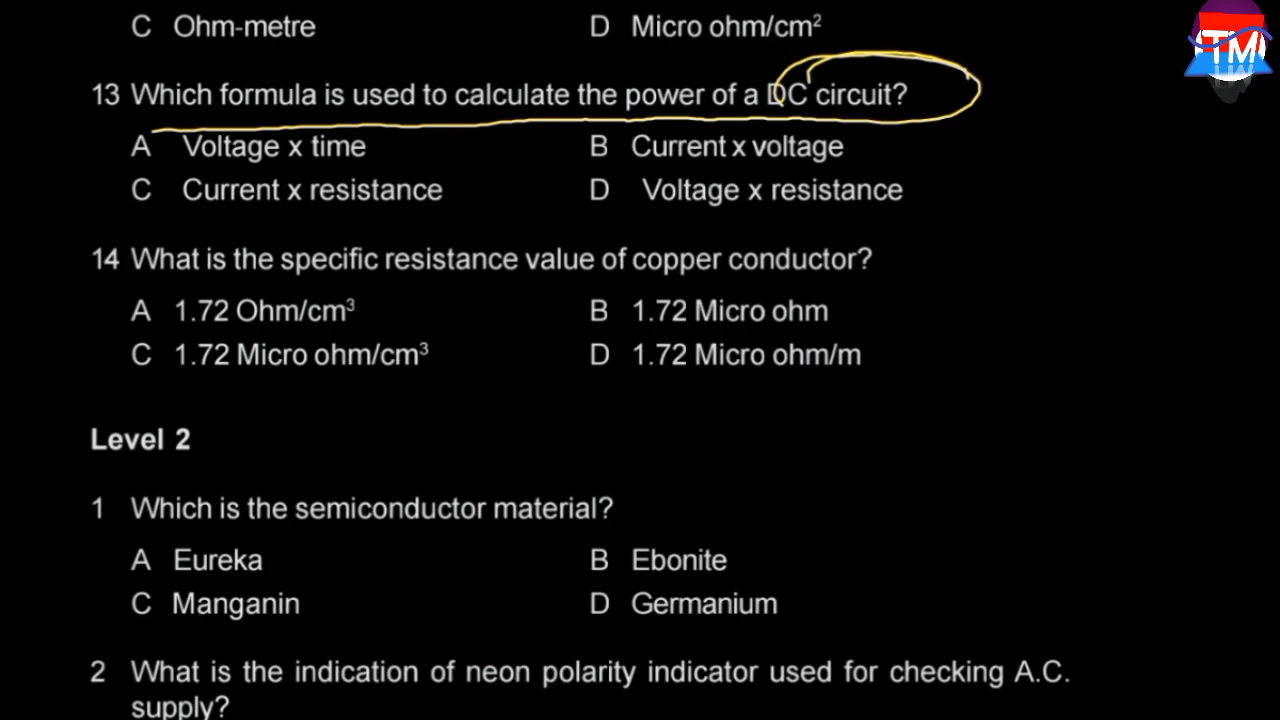 C Ohm-metre D Micro ohm/cm²
TM
13 Which formula is used to calculate the power of a DC circuit?
A Voltage x time B Current x voltage
C Current x resistance D Voltage x resistance
14 What is the specific resistance value of copper conductor?
A 1.72 Ohm/cm³ B 1.72 Micro ohm
C 1.72 Micro ohm/cm³ D 1.72 Micro ohm/m
Level 2
1 Which is the semiconductor material?
A Eureka B Ebonite
C Manganin D Germanium
2 What is the indication of neon polarity indicator used for checking A.C.
supply?